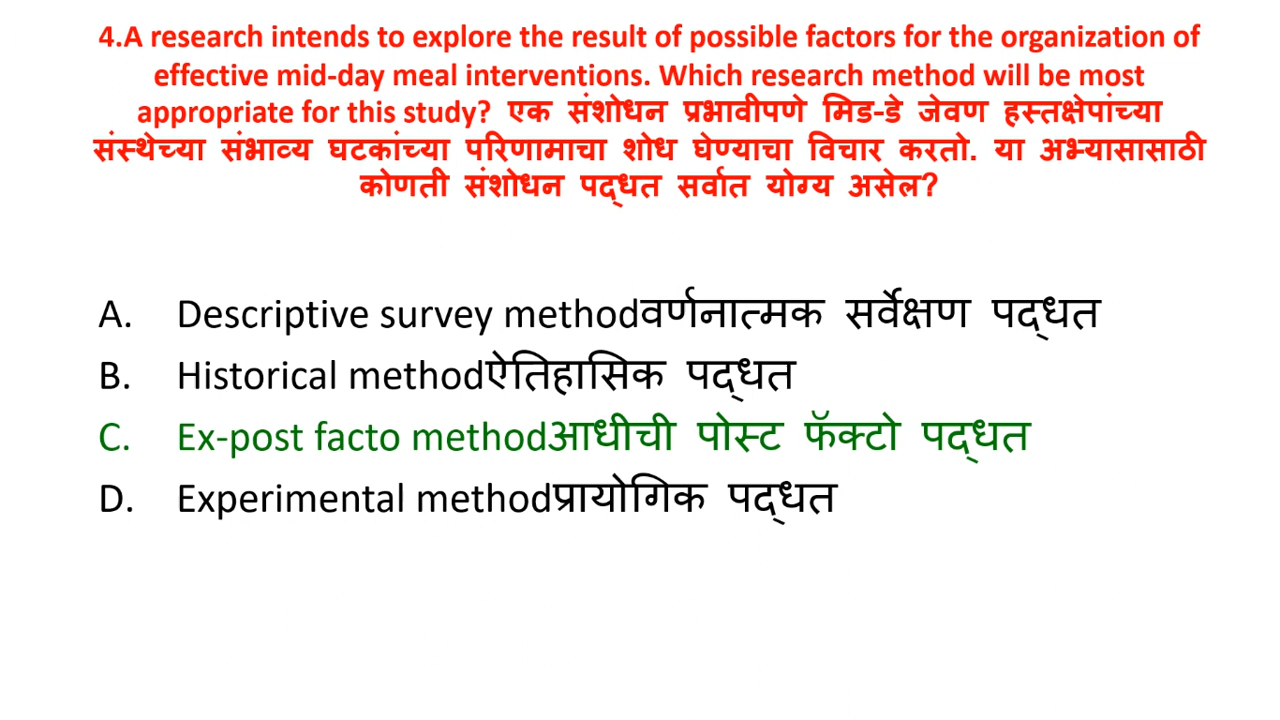 4.A research intends to explore the result of possible factors for the organization of
effective mid-day meal interventions. Which research method will be most
appropriate for this study? एक संशोधन प्रभावीपणे मिड-डे जेवण हस्तक्षेपांच्या
संस्थेच्या संभाव्य घटकांच्या परिणामाचा शोध घेण्याचा विचार करतो. या अभ्यासासाठी
कोणती संशोधन पद्धत सर्वात योग्य असेल?
A. Descriptive survey methodवर्णनात्मक सर्वेक्षण पद्धत
B. Historical methodऐतिहासिक पद्धत
C. Ex-post facto methodआधीची पोस्ट फॅक्टो पद्धत
D. Experimental methodप्रायोगिक पद्धत